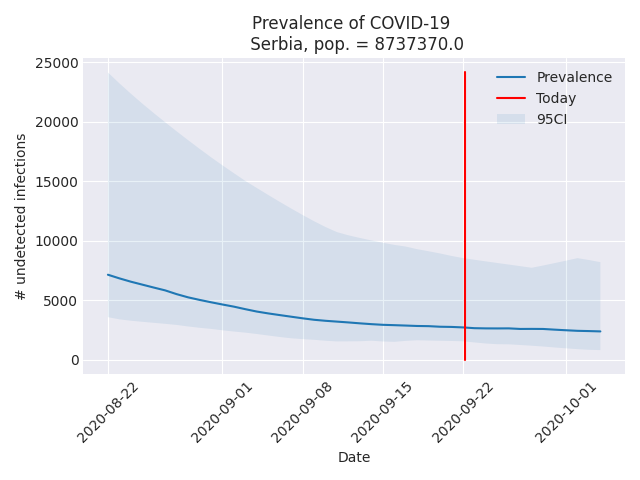 Prevalence of COVID-19
Serbia, pop. = 8737370.0
25000
20000
15000
10000
5000
0
# undetected infections
Prevalence
Today
95CI
2020-08-22
2020-09-01
2020-09-08
2020-09-15
2020-09-22
2020-10-01
Date